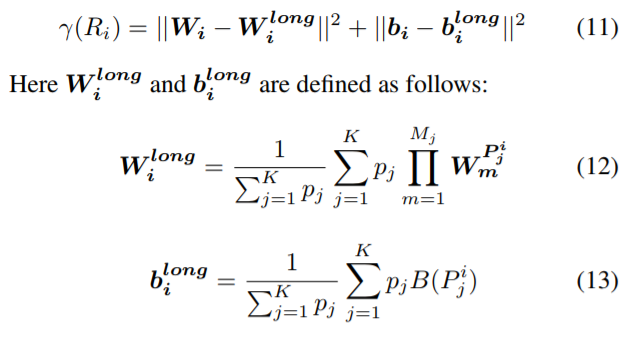 γ(R_i) = ||W_i − W_i^{long}||^2 + ||b_i − b_i^{long}||^2 (11)
Here W_i^{long} and b_i^{long} are defined as follows:
W_i^{long} = \frac{1}{\sum_{j=1}^{K} p_j} \sum_{j=1}^{K} p_j \prod_{m=1}^{M_j} W_m^{P_j^i} (12)
b_i^{long} = \frac{1}{\sum_{j=1}^{K} p_j} \sum_{j=1}^{K} p_j B(P_j^i) (13)